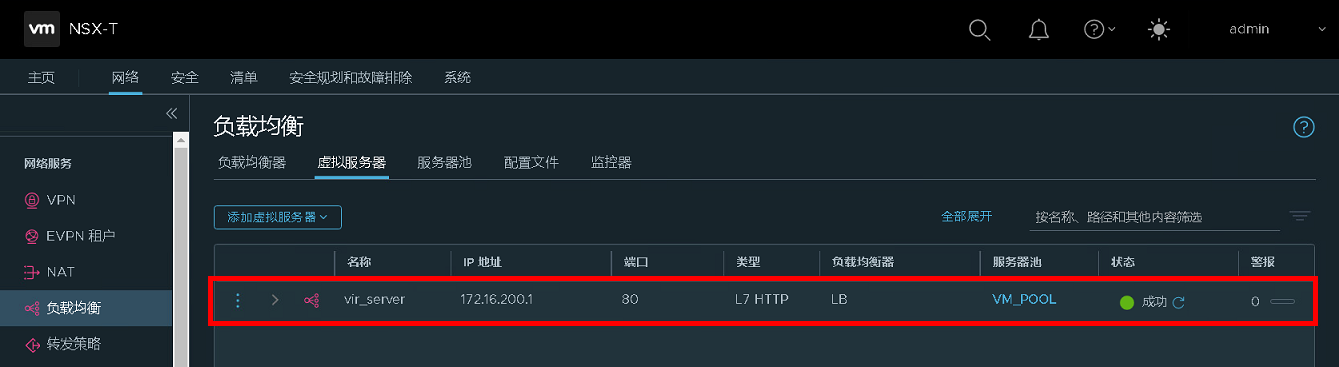 vm NSX-T admin
主页 网络 安全 清单 安全规划和故障排除 系统
负载均衡
负载均衡器 虚拟服务器 服务器池 配置文件 监控器
网络服务
VPN
EVPN 租户
NAT
负载均衡
转发策略
添加虚拟服务器 全部展开 按名称、路径和其他内容筛选
名称 IP 地址 端口 类型 负载均衡器 服务器池 状态 警报
vir_server 172.16.200.1 80 L7 HTTP LB VM_POOL 成功 0